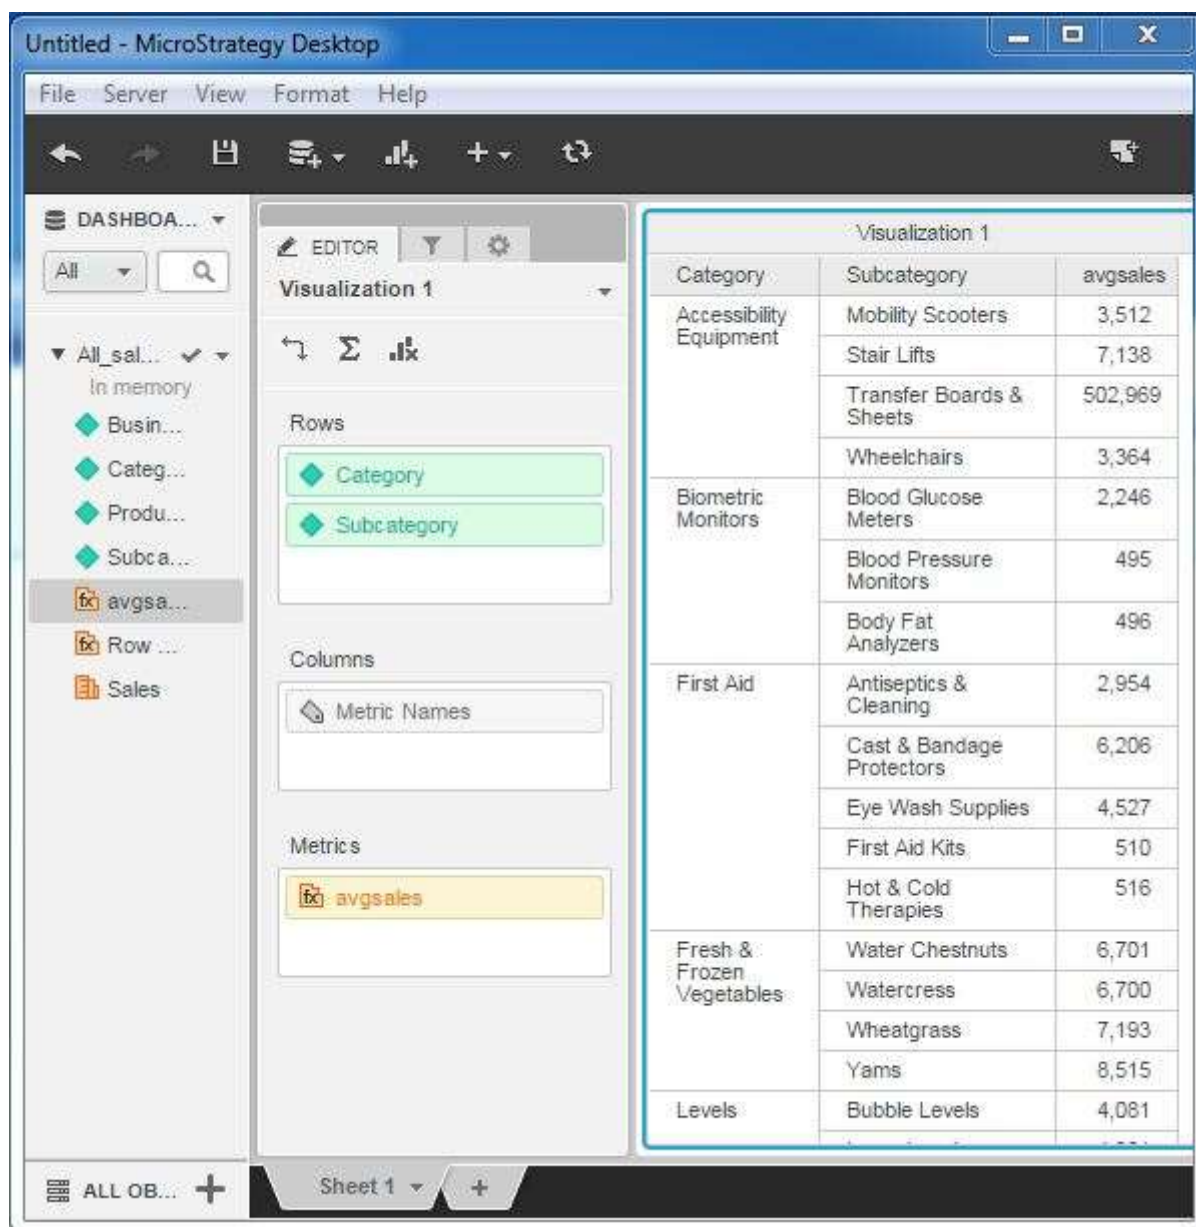 Untitled - MicroStrategy Desktop
File Server View Format Help
DASHBOA...
All
All_sal...
In memory
Busin...
Categ...
Produ...
Subca...
avgsa...
Row ...
Sales
ALL OB...
EDITOR
Visualization 1
Rows
Category
Subcategory
Columns
Metric Names
Metrics
avgsales
Visualization 1
Category Subcategory avgsales
Accessibility Equipment
Mobility Scooters 3,512
Stair Lifts 7,138
Transfer Boards & Sheets 502,969
Wheelchairs 3,364
Biometric Monitors
Blood Glucose Meters 2,246
Blood Pressure Monitors 495
Body Fat Analyzers 496
First Aid
Antiseptics & Cleaning 2,954
Cast & Bandage Protectors 6,206
Eye Wash Supplies 4,527
First Aid Kits 510
Hot & Cold Therapies 516
Fresh & Frozen Vegetables
Water Chestnuts 6,701
Watercress 6,700
Wheatgrass 7,193
Yams 8,515
Levels
Bubble Levels 4,081
Sheet 1